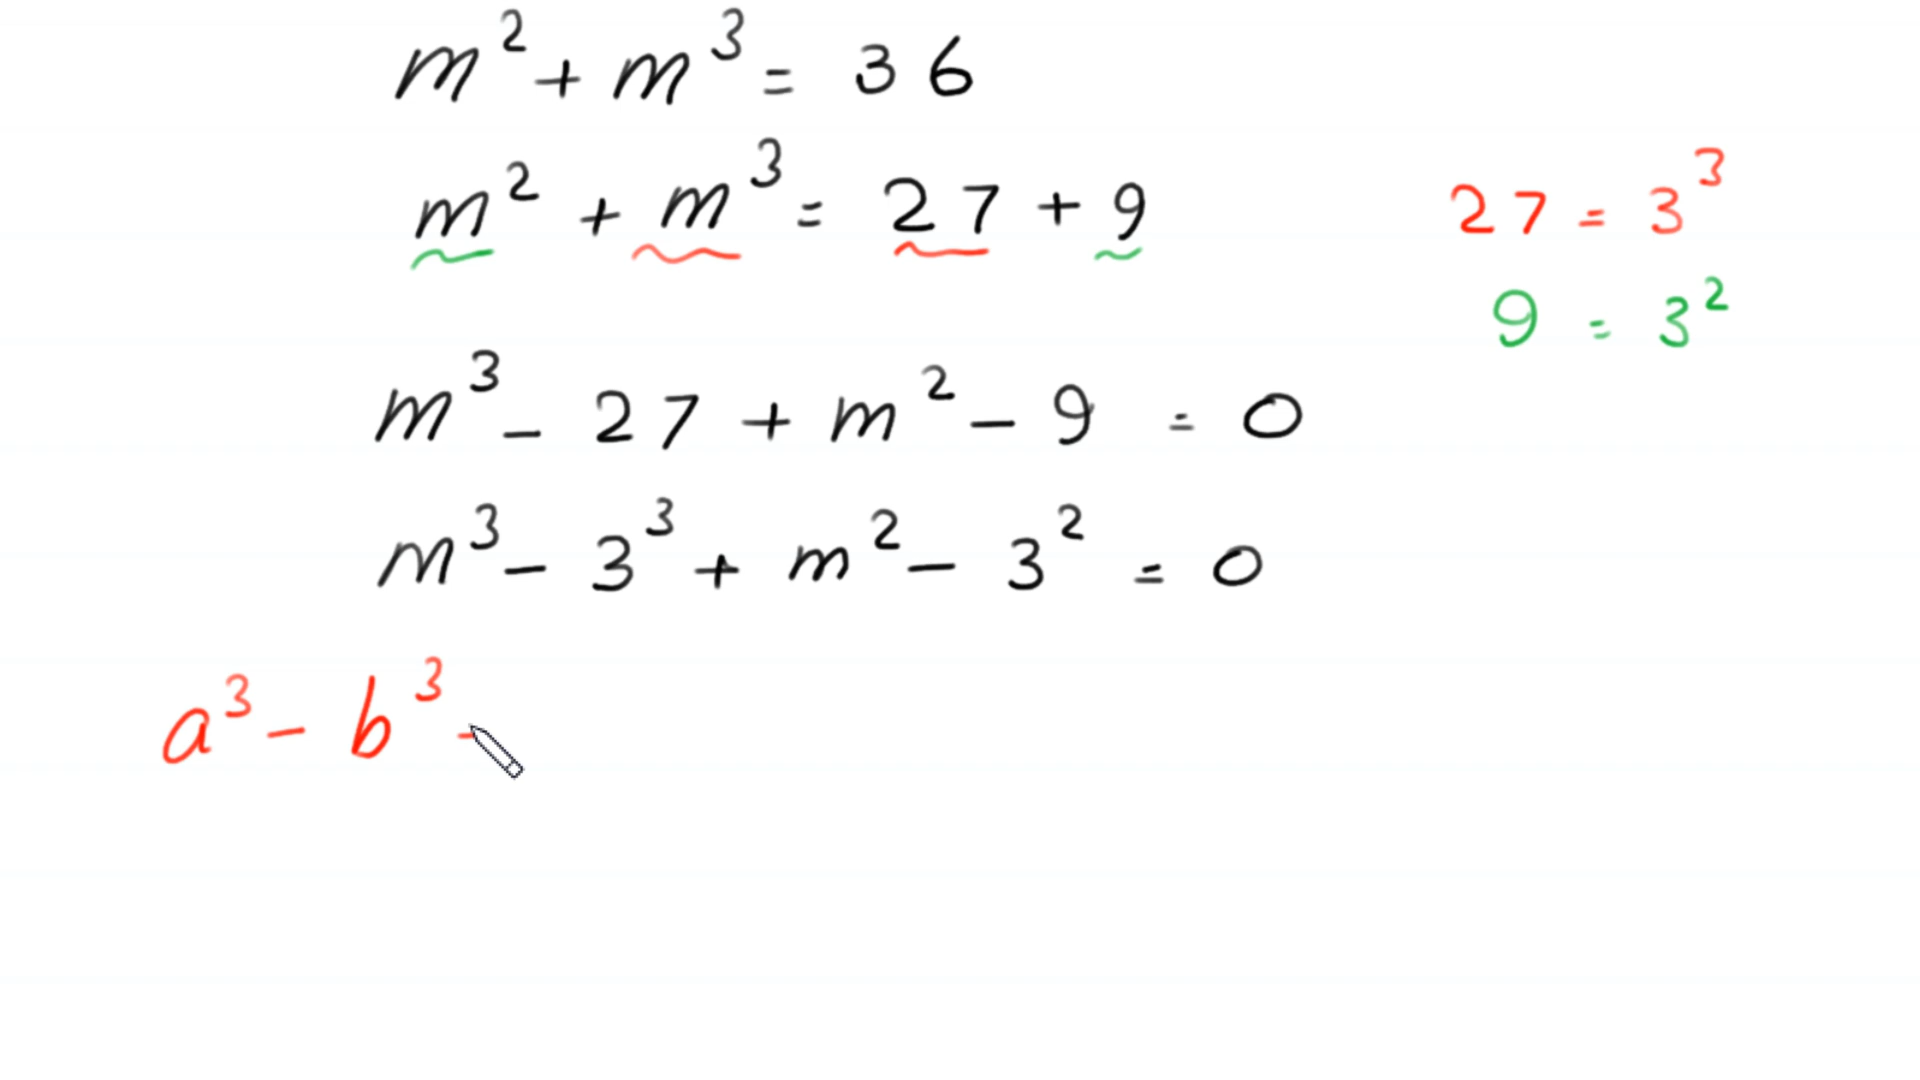 m² + m³ = 36
m² + m³ = 27 + 9
27 = 3³
9 = 3²
m³ - 27 + m² - 9 = 0
m³ - 3³ + m² - 3² = 0
a³ - b³ -